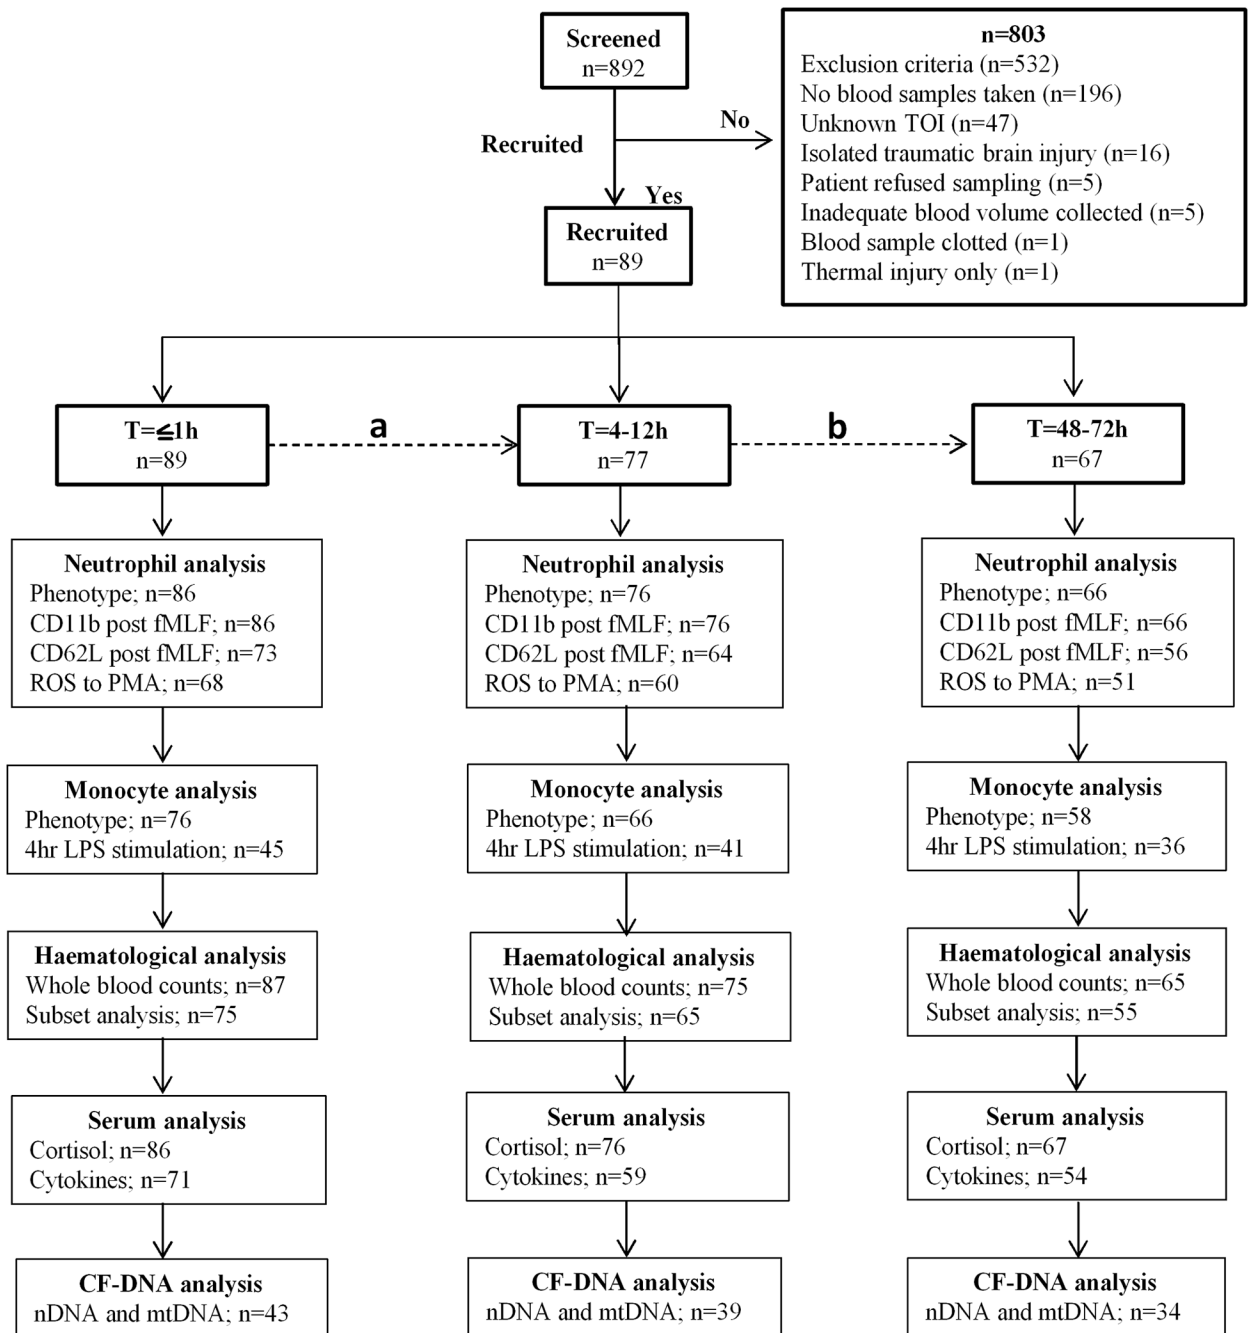 Screened
n=892
n=803
Exclusion criteria (n=532)
No blood samples taken (n=196)
Unknown TOI (n=47)
Isolated traumatic brain injury (n=16)
Patient refused sampling (n=5)
Inadequate blood volume collected (n=5)
Blood sample clotted (n=1)
Thermal injury only (n=1)
No
Recruited
Yes
Recruited
n=89
T=≤1h
n=89
a
T=4-12h
n=77
b
T=48-72h
n=67
Neutrophil analysis
Phenotype; n=86
CD11b post fMLF; n=86
CD62L post fMLF; n=73
ROS to PMA; n=68
Neutrophil analysis
Phenotype; n=76
CD11b post fMLF; n=76
CD62L post fMLF; n=64
ROS to PMA; n=60
Neutrophil analysis
Phenotype; n=66
CD11b post fMLF; n=66
CD62L post fMLF; n=56
ROS to PMA; n=51
Monocyte analysis
Phenotype; n=76
4hr LPS stimulation; n=45
Monocyte analysis
Phenotype; n=66
4hr LPS stimulation; n=41
Monocyte analysis
Phenotype; n=58
4hr LPS stimulation; n=36
Haematological analysis
Whole blood counts; n=87
Subset analysis; n=75
Haematological analysis
Whole blood counts; n=75
Subset analysis; n=65
Haematological analysis
Whole blood counts; n=65
Subset analysis; n=55
Serum analysis
Cortisol; n=86
Cytokines; n=71
Serum analysis
Cortisol; n=76
Cytokines; n=59
Serum analysis
Cortisol; n=67
Cytokines; n=54
CF-DNA analysis
nDNA and mtDNA; n=43
CF-DNA analysis
nDNA and mtDNA; n=39
CF-DNA analysis
nDNA and mtDNA; n=34